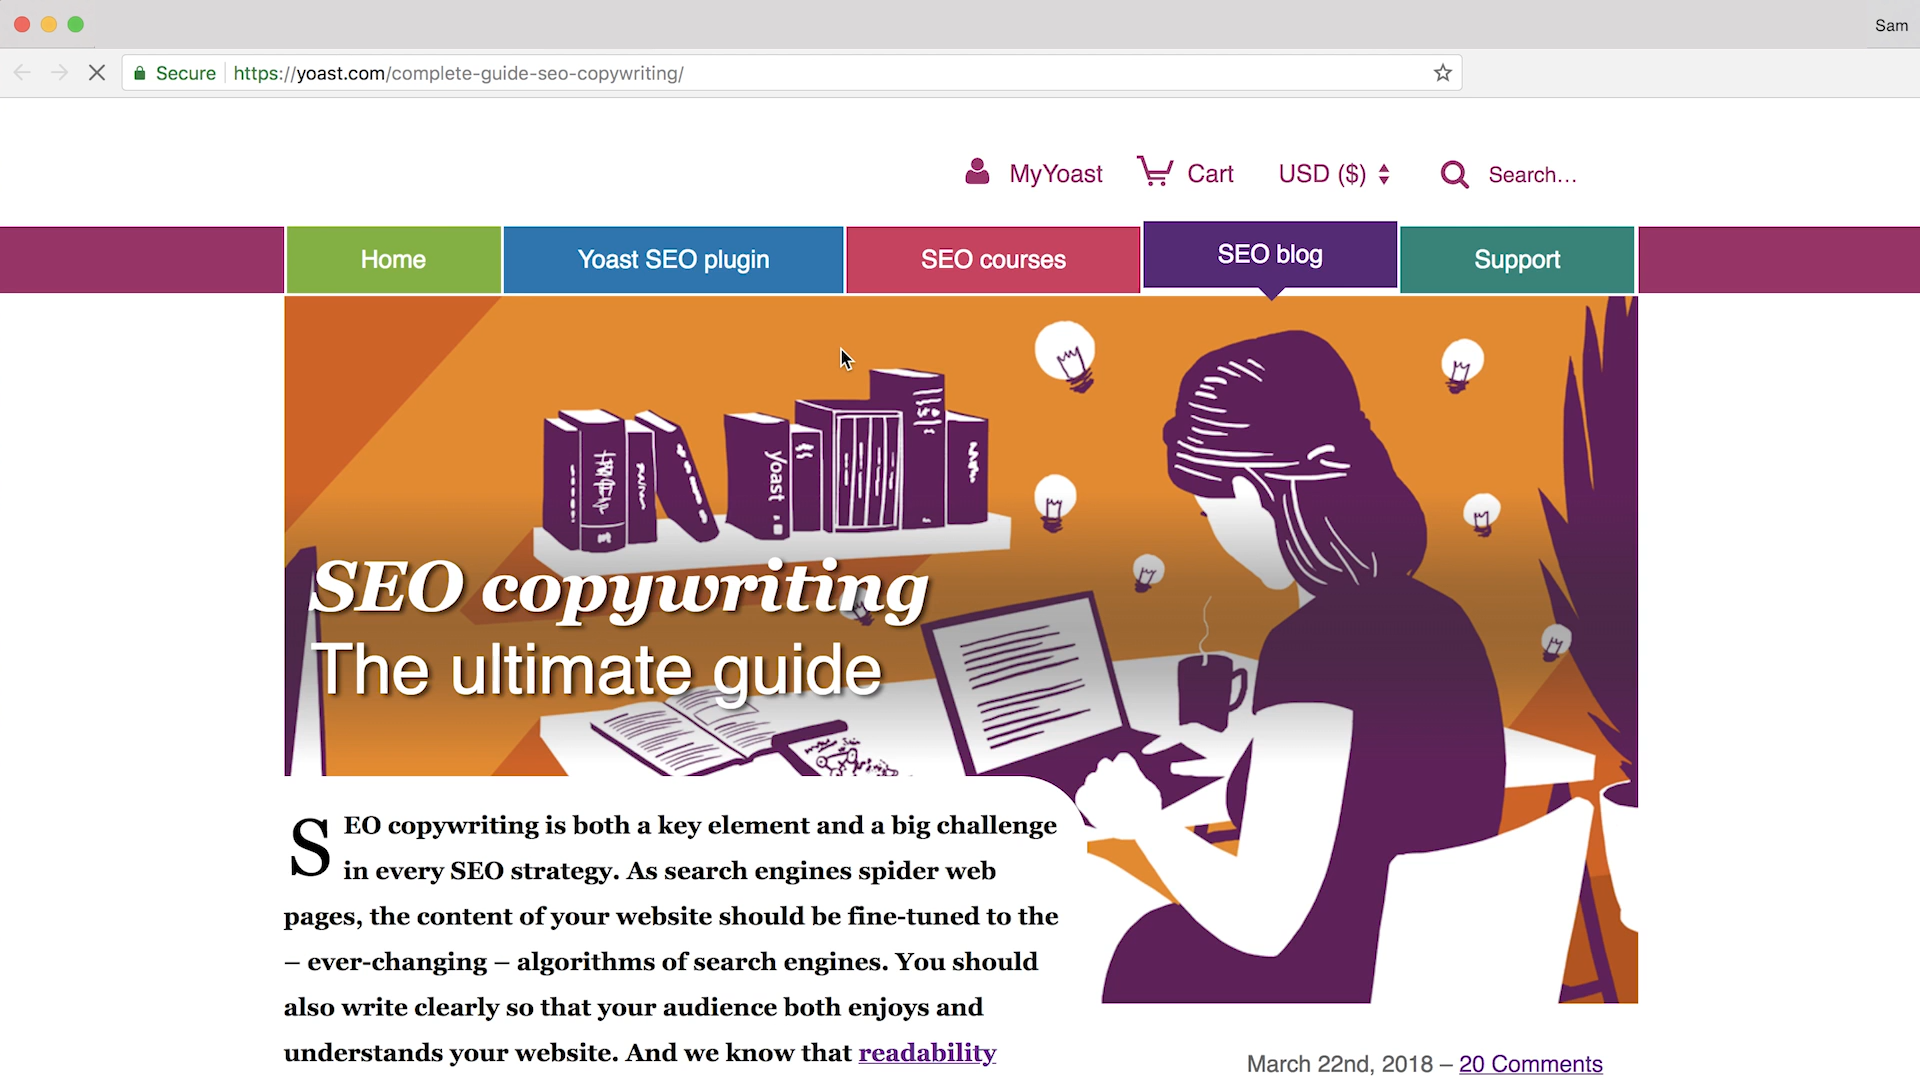 Sam
Secure https://yoast.com/complete-guide-seo-copywriting/
MyYoast Cart USD ($) Search...
Home Yoast SEO plugin SEO courses SEO blog Support
yoast
SEO copywriting
The ultimate guide
SEO copywriting is both a key element and a big challenge
in every SEO strategy. As search engines spider web
pages, the content of your website should be fine-tuned to the
– ever-changing – algorithms of search engines. You should
also write clearly so that your audience both enjoys and
understands your website. And we know that readability
March 22nd, 2018 – 20 Comments